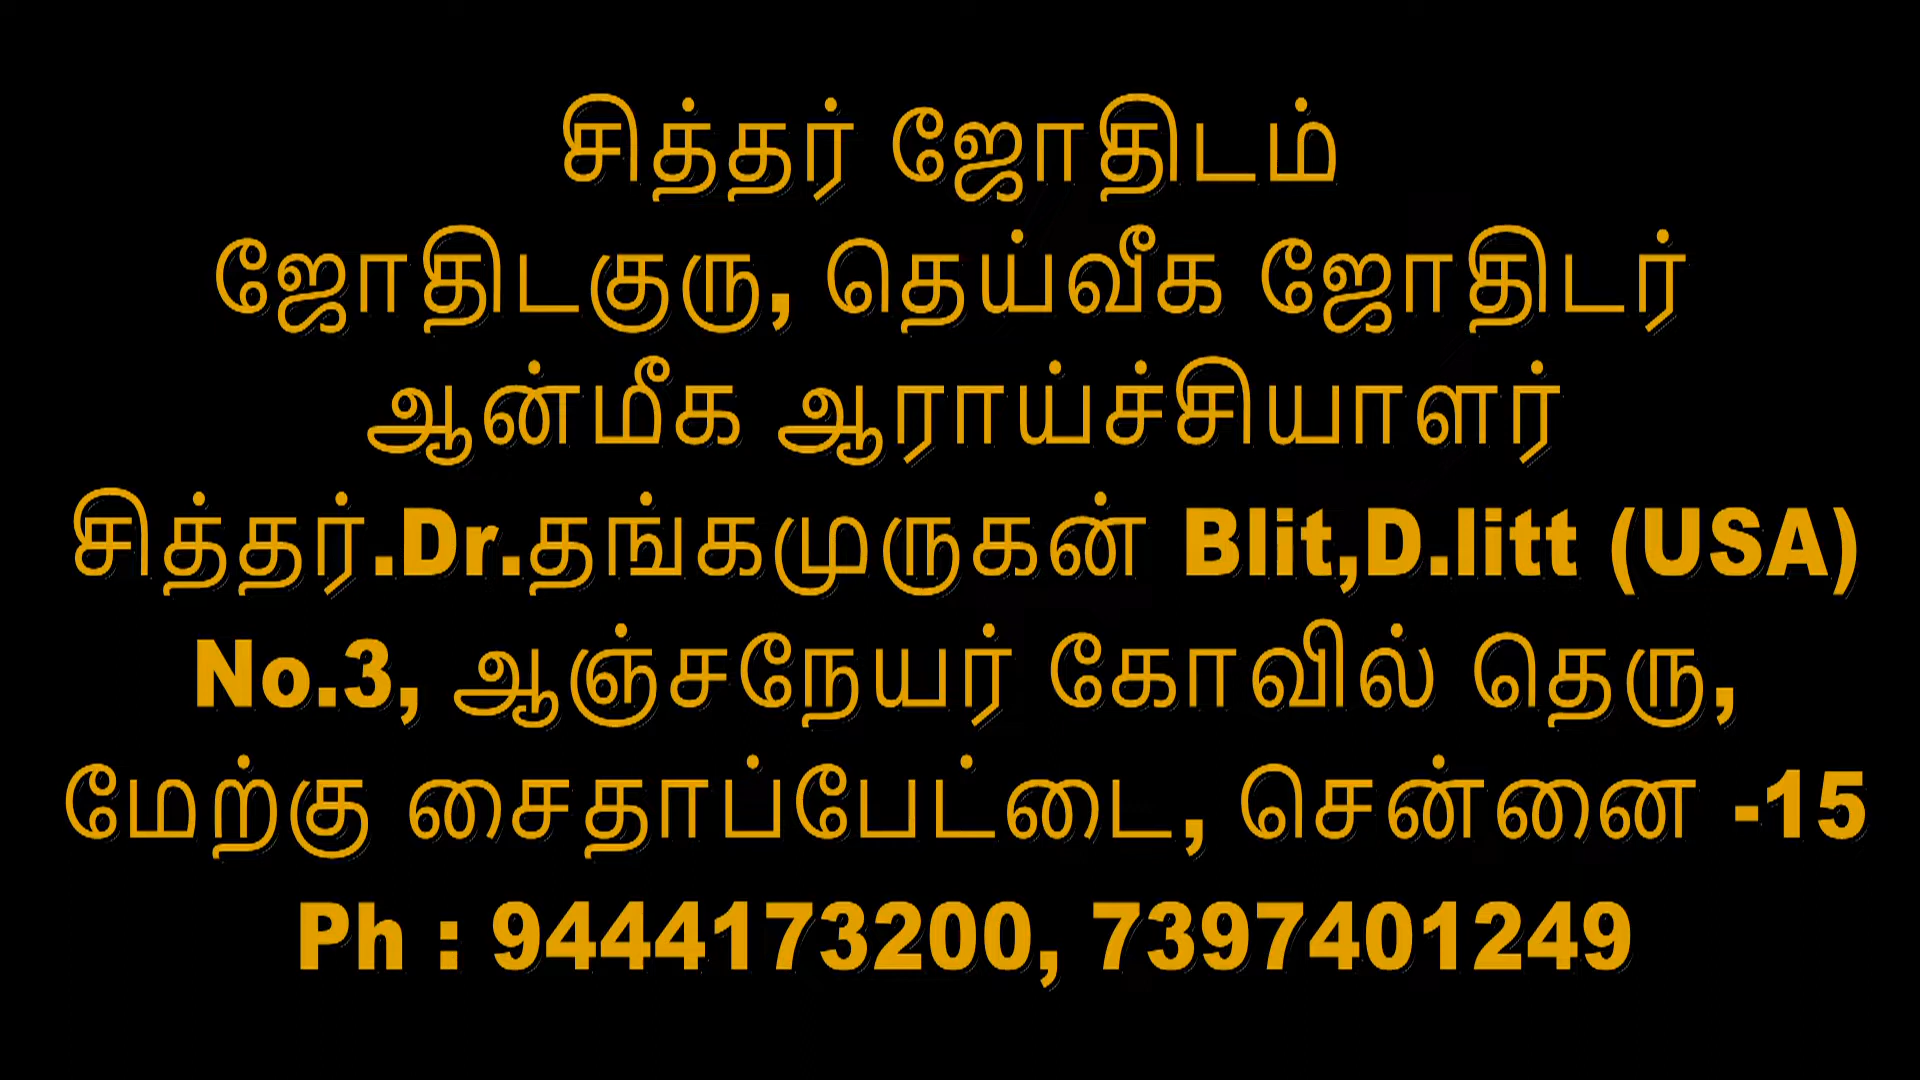 சித்தர் ஜோதிடம்
ஜோதிடகுரு, தெய்வீக ஜோதிடர்
ஆன்மீக ஆராய்ச்சியாளர்
சித்தர்.Dr.தங்கமுருகன் Blit,D.litt (USA)
No.3, ஆஞ்சநேயர் கோவில் தெரு,
மேற்கு சைதாப்பேட்டை, சென்னை -15
Ph : 9444173200, 7397401249